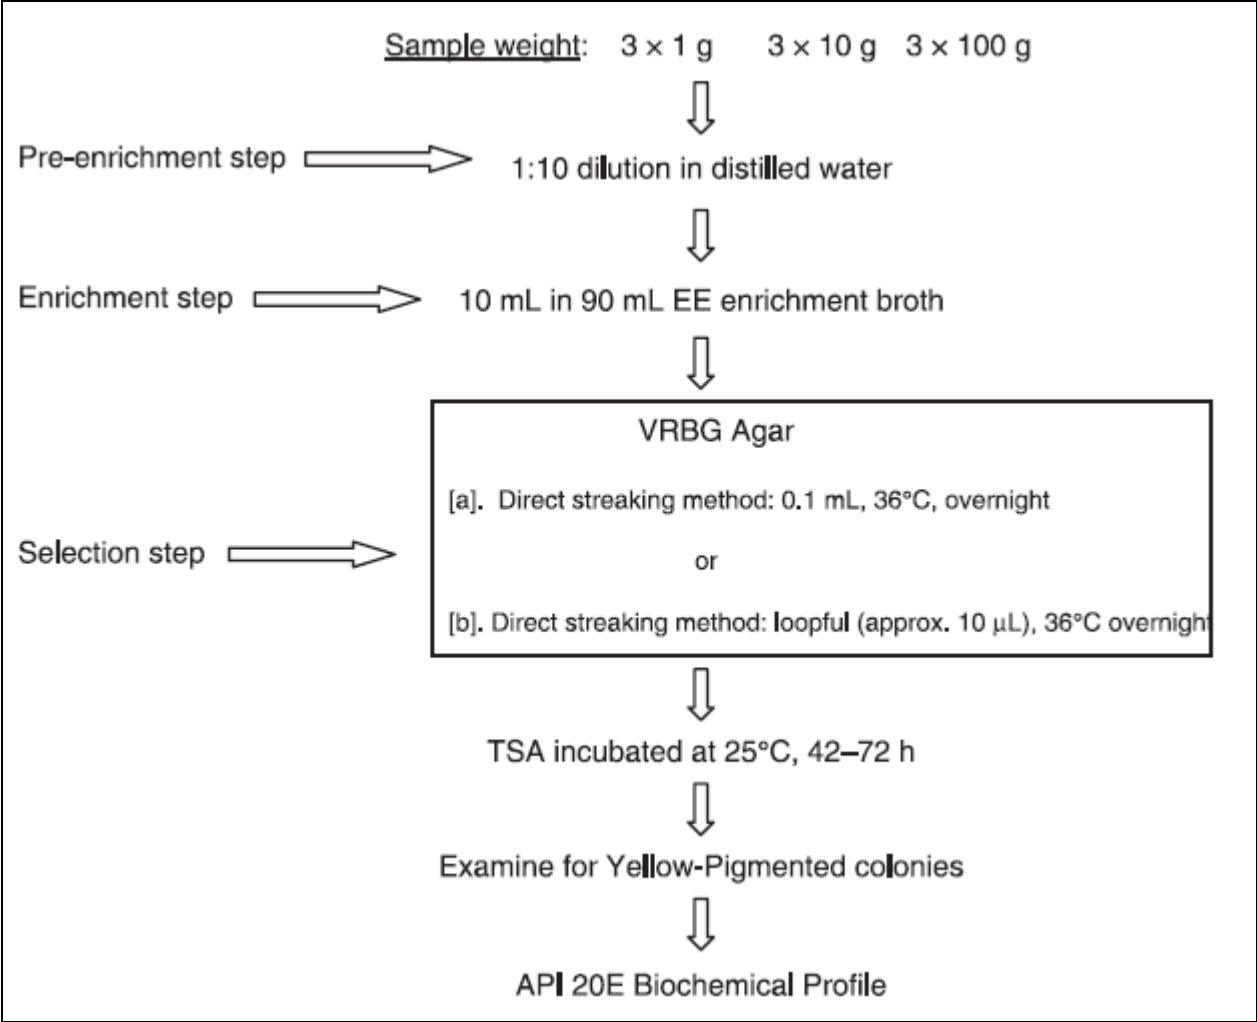 Sample weight: 3 × 1 g 3 × 10 g 3 × 100 g
Pre-enrichment step
1:10 dilution in distilled water
Enrichment step
10 mL in 90 mL EE enrichment broth
VRBG Agar
[a]. Direct streaking method: 0.1 mL, 36°C, overnight
Selection step
or
[b]. Direct streaking method: loopful (approx. 10 μL), 36°C overnight
TSA incubated at 25°C, 42–72 h
Examine for Yellow-Pigmented colonies
API 20E Biochemical Profile